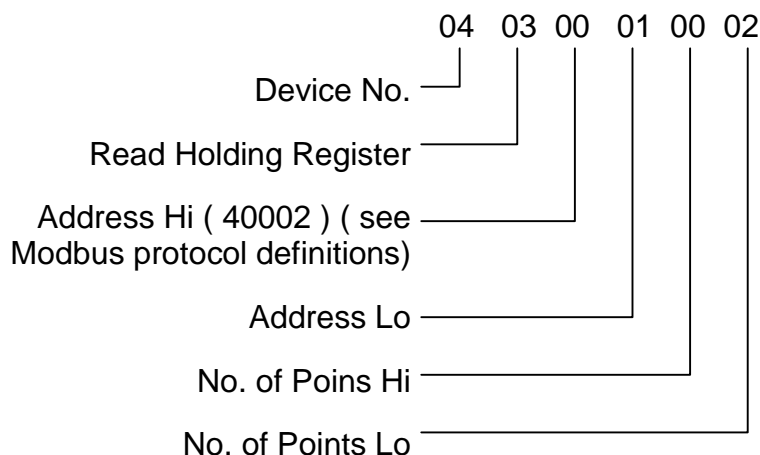 04 03 00 01 00 02
Device No.
Read Holding Register
Address Hi ( 40002 ) ( see
Modbus protocol definitions)
Address Lo
No. of Poins Hi
No. of Points Lo